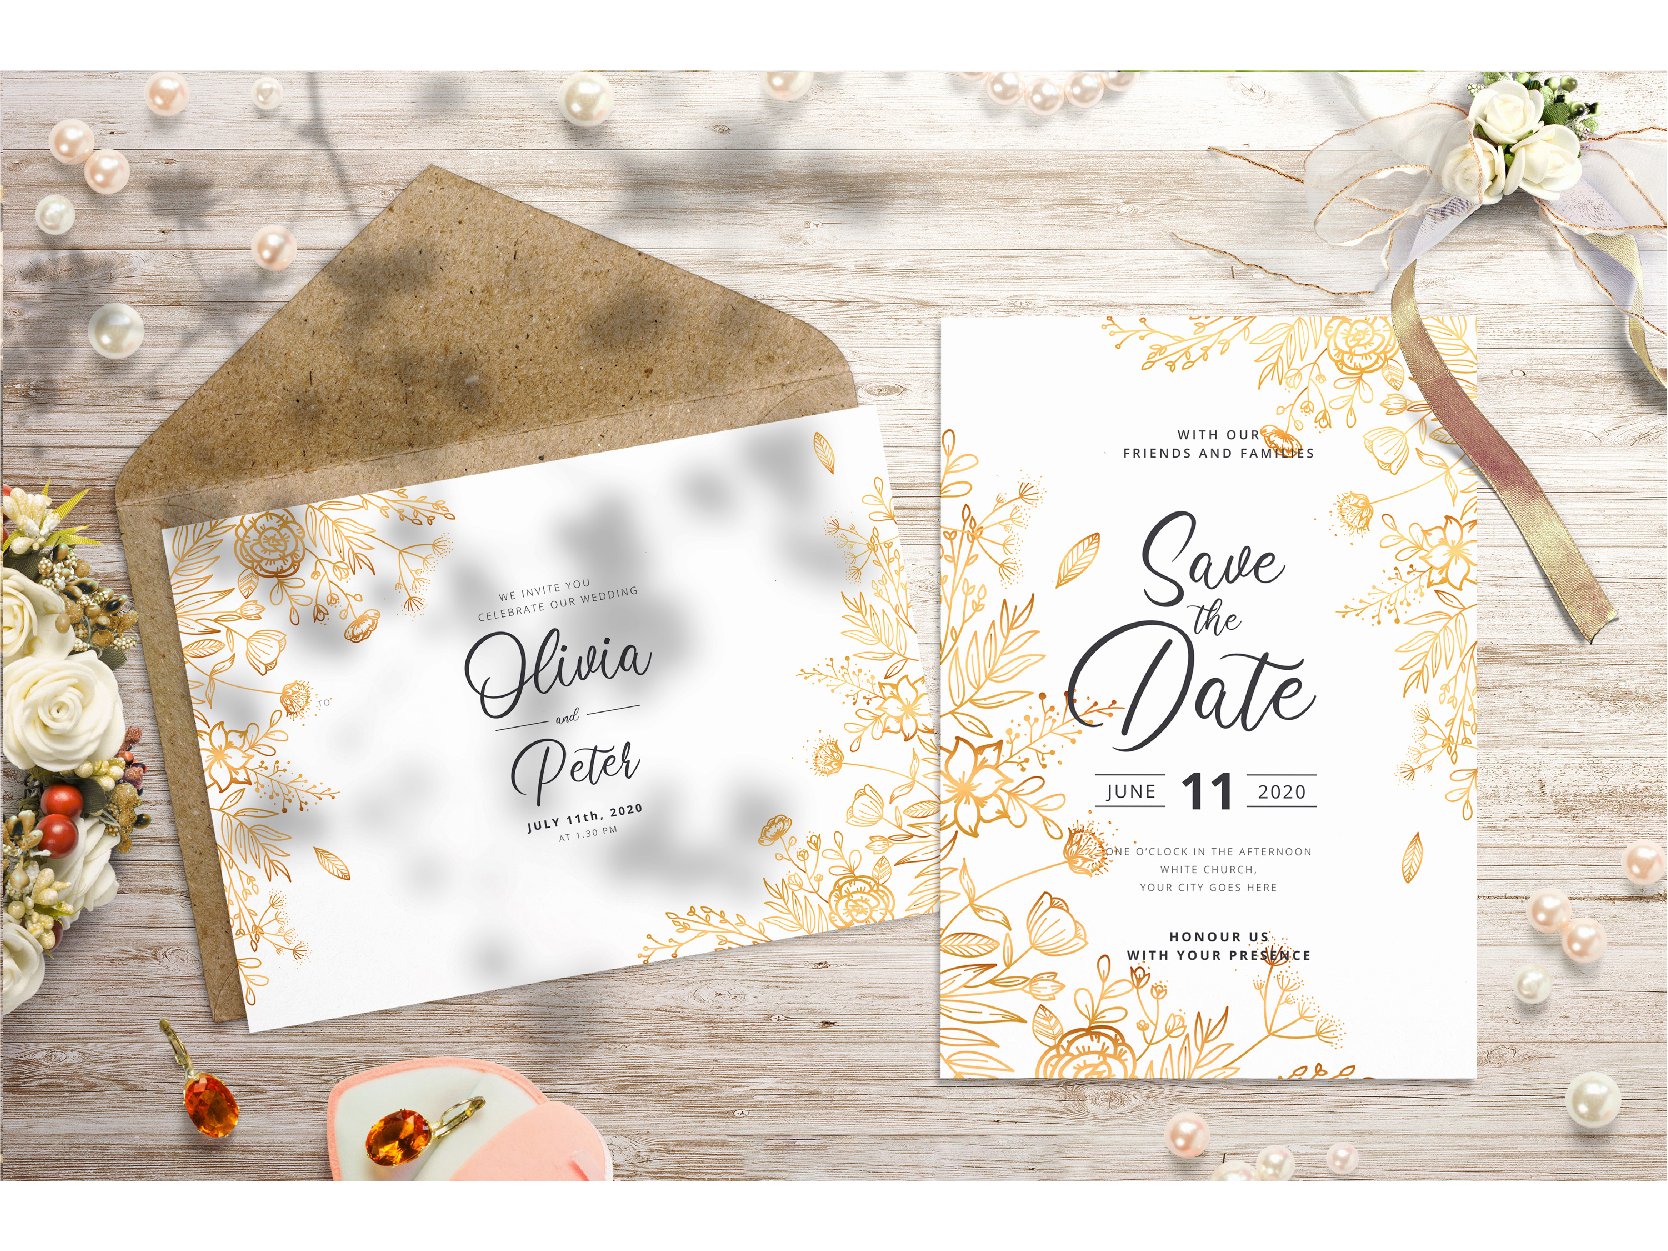 WE INVITE YOU
CELEBRATE OUR WEDDING
Olivia
and
Peter
JULY 11th, 2020
AT 1.30 PM
TO:
WITH OUR
FRIENDS AND FAMILIES
Save
the
Date
JUNE 11 2020
ONE O'CLOCK IN THE AFTERNOON
WHITE CHURCH,
YOUR CITY GOES HERE
HONOUR US
WITH YOUR PRESENCE